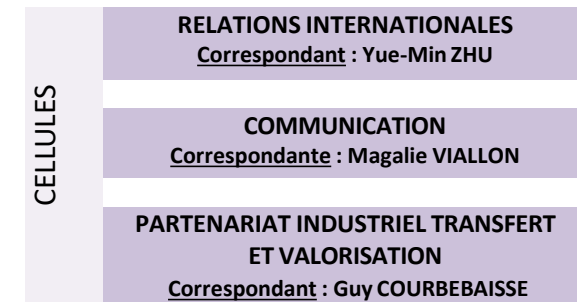 CELLULES
RELATIONS INTERNATIONALES
Correspondant : Yue-Min ZHU
COMMUNICATION
Correspondante : Magalie VIALLON
PARTENARIAT INDUSTRIEL TRANSFERT
ET VALORISATION
Correspondant : Guy COURBEBAISSE